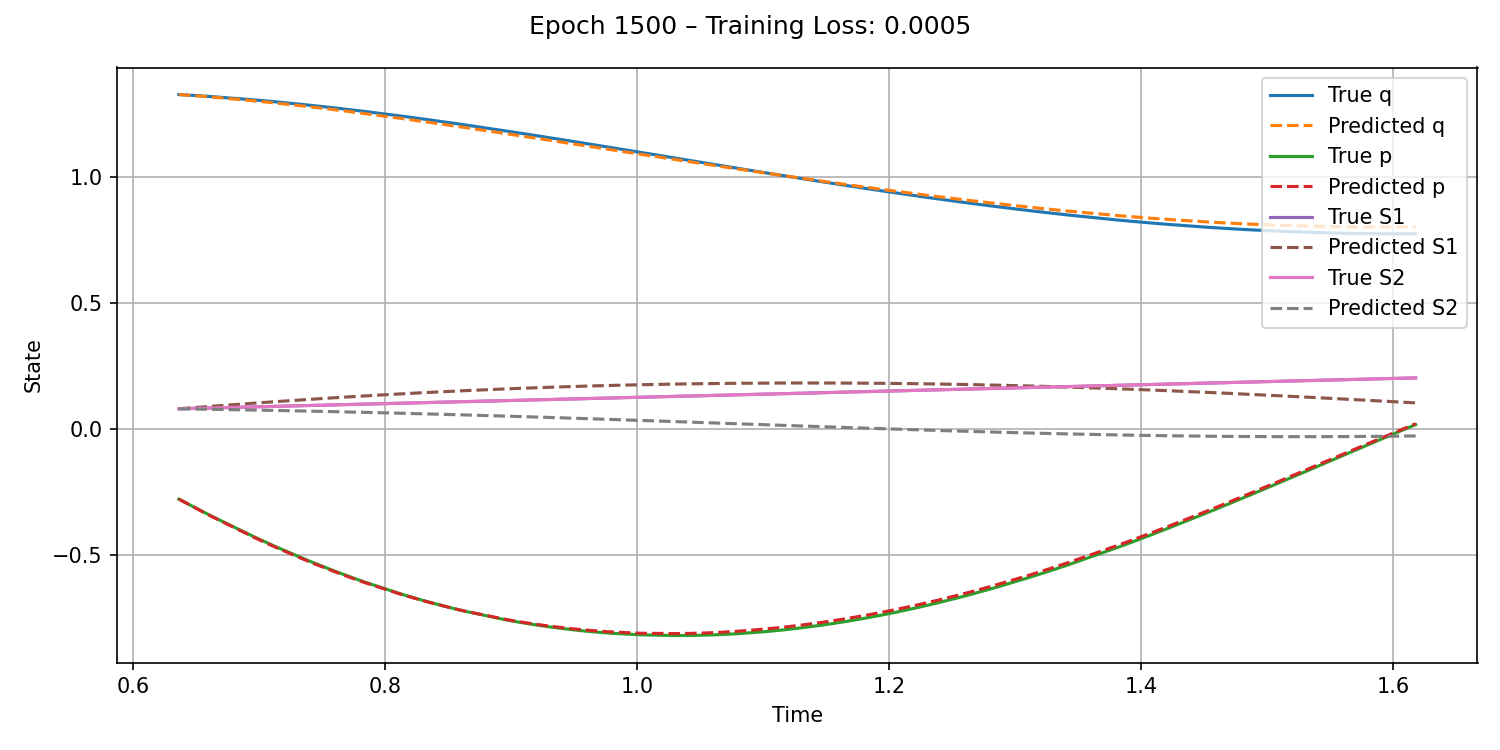 Epoch 1500 – Training Loss: 0.0005
True q
Predicted q
True p
Predicted p
True S1
Predicted S1
True S2
Predicted S2
State
1.0
0.5
0.0
−0.5
0.6
0.8
1.0
1.2
1.4
1.6
Time